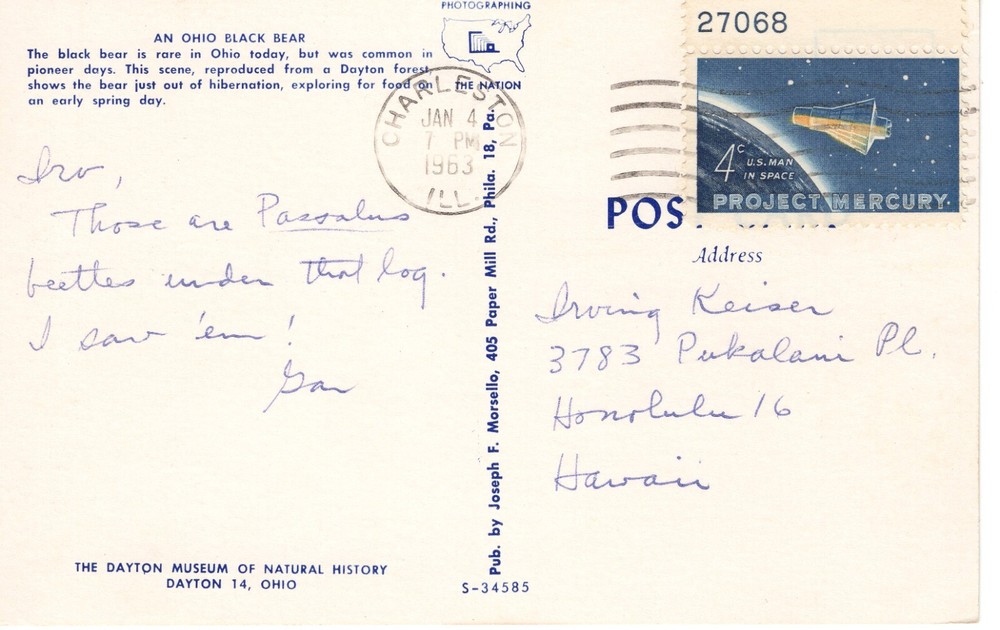 AN OHIO BLACK BEAR
The black bear is rare in Ohio today, but was common in
pioneer days. This scene, reproduced from a Dayton forest,
shows the bear just out of hibernation, exploring for food on
an early spring day.
PHOTOGRAPHING
THE NATION
CHARLESTON
JAN 4
7 PM
1963
ILL.
27068
4c U.S. MAN
IN SPACE
PROJECT MERCURY
Irv,
Those are Passalus
beetles under that log.
I saw 'em!
Gar
Pub. by Joseph F. Morsello, 405 Paper Mill Rd., Phila. 18, Pa.
POS
Address
Irving Keiser
3783 Pukalani Pl.
Honolulu 16
Hawaii
THE DAYTON MUSEUM OF NATURAL HISTORY
DAYTON 14, OHIO
S-34585